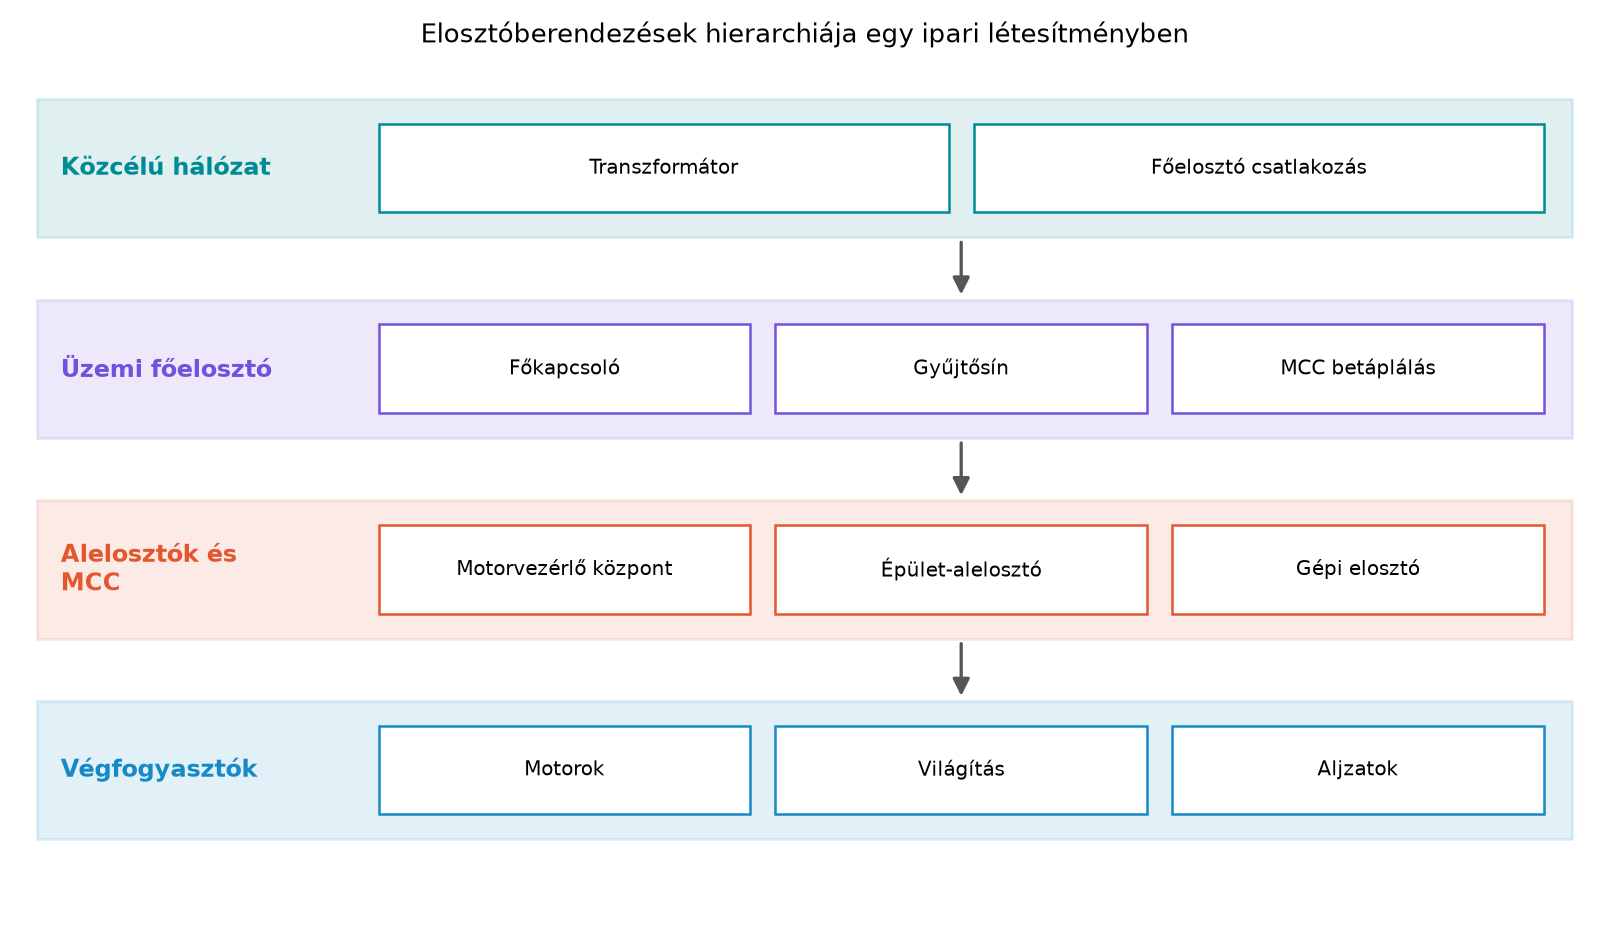 Elosztóberendezések hierarchiája egy ipari létesítményben
Közcélú hálózat
Transzformátor
Főelosztó csatlakozás
Üzemi főelosztó
Főkapcsoló
Gyűjtősín
MCC betáplálás
Alelosztók és
MCC
Motorvezérlő központ
Épület-alelosztó
Gépi elosztó
Végfogyasztók
Motorok
Világítás
Aljzatok